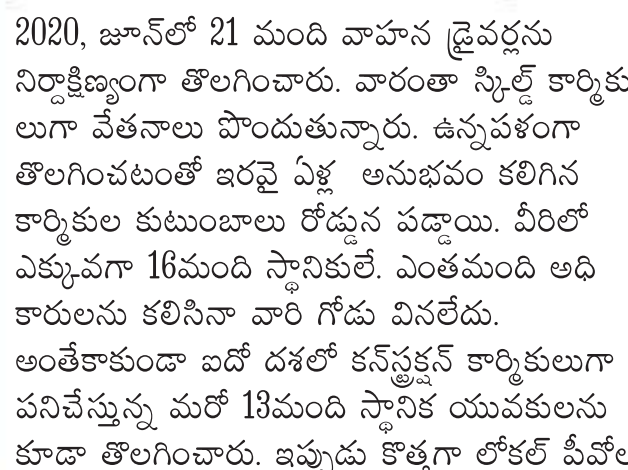 2020, జూన్‌లో 21 మంది వాహన డ్రైవర్లను
నిర్దాక్షిణ్యంగా తొలగించారు. వారంతా స్కిల్డ్ కార్మికు
లుగా వేతనాలు పొందుతున్నారు. ఉన్నపళంగా
తొలగించటంతో ఇరవై ఏళ్ల అనుభవం కలిగిన
కార్మికుల కుటుంబాలు రోడ్డున పడ్డాయి. వీరిలో
ఎక్కువగా 16మంది స్థానికులే. ఎంతమంది అధి
కారులను కలిసినా వారి గోడు వినలేదు.
అంతేకాకుండా ఐదో దశలో కన్‌స్ట్రక్షన్ కార్మికులుగా
పనిచేస్తున్న మరో 13మంది స్థానిక యువకులను
కూడా తొలగించారు. ఇప్పుడు కొత్తగా లోకల్ పీవోల